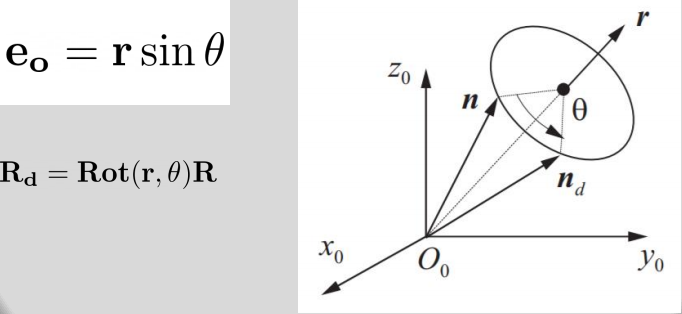 e_o = r sin θ
R_d = Rot(r, θ)R
r
z_0
n
θ
n_d
x_0
O_0
y_0